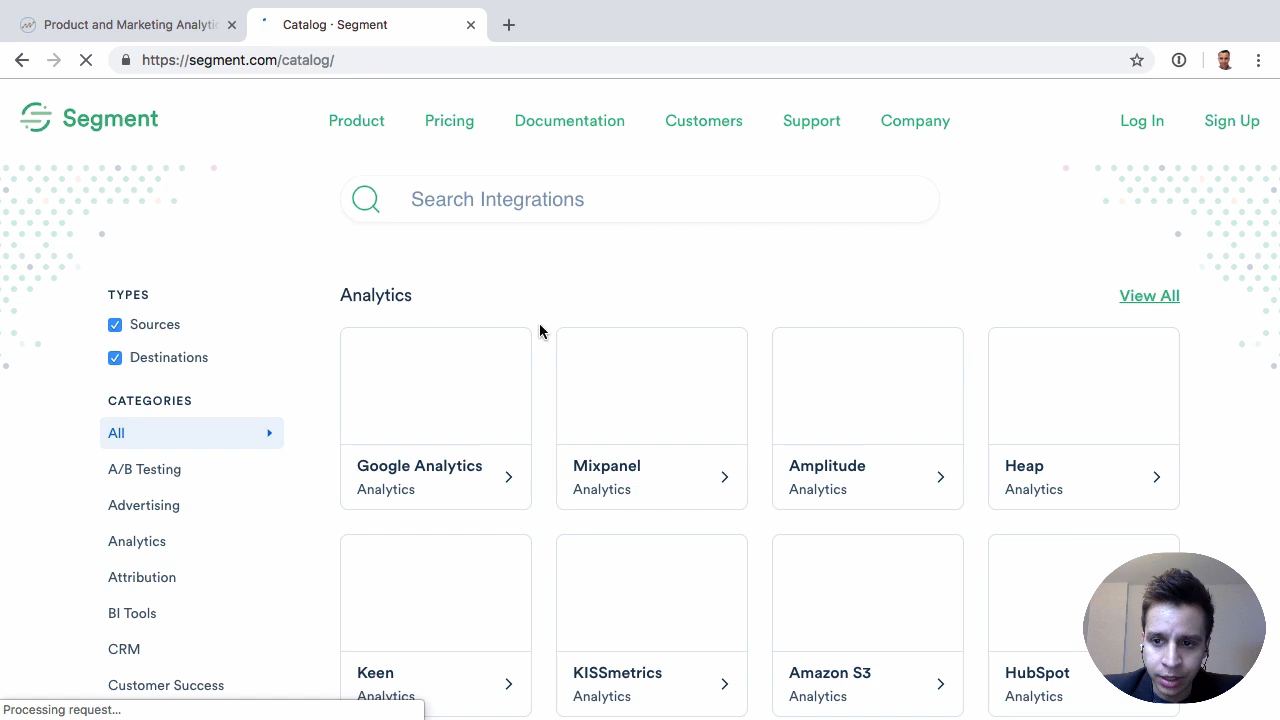 Product and Marketing Analytic
Catalog · Segment
https://segment.com/catalog/
Segment
Product
Pricing
Documentation
Customers
Support
Company
Log In
Sign Up
Search Integrations
TYPES
Sources
Destinations
CATEGORIES
All
A/B Testing
Advertising
Analytics
Attribution
BI Tools
CRM
Customer Success
Analytics
View All
Google Analytics
Analytics
Mixpanel
Analytics
Amplitude
Analytics
Heap
Analytics
Keen
Analytics
KISSmetrics
Analytics
Amazon S3
Analytics
HubSpot
Analytics
Processing request...